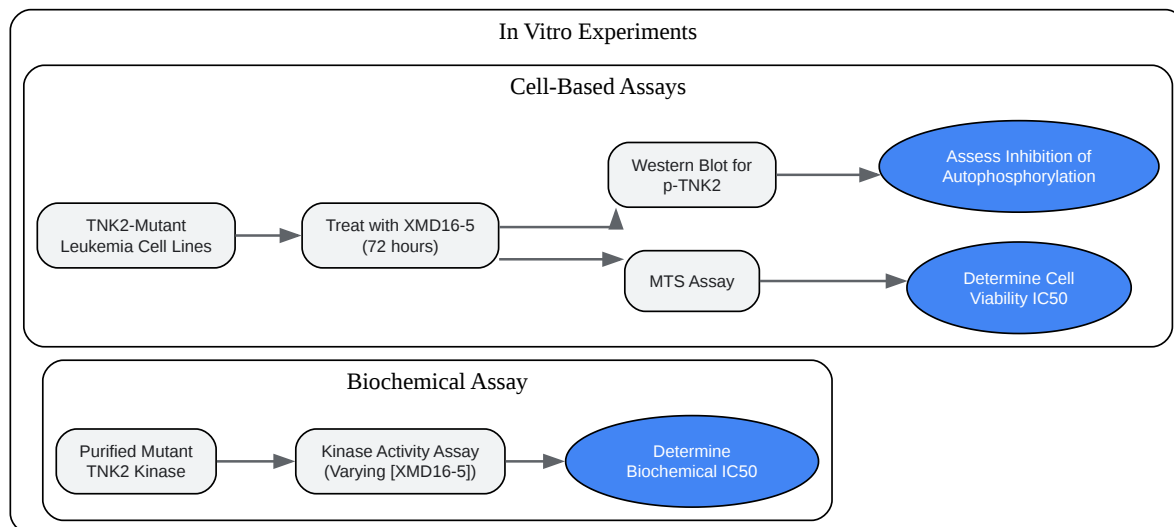 In Vitro Experiments
Cell-Based Assays
TNK2-Mutant
Leukemia Cell Lines
Treat with XMD16-5
(72 hours)
Western Blot for
p-TNK2
Assess Inhibition of
Autophosphorylation
MTS Assay
Determine Cell
Viability IC50
Biochemical Assay
Purified Mutant
TNK2 Kinase
Kinase Activity Assay
(Varying [XMD16-5])
Determine
Biochemical IC50